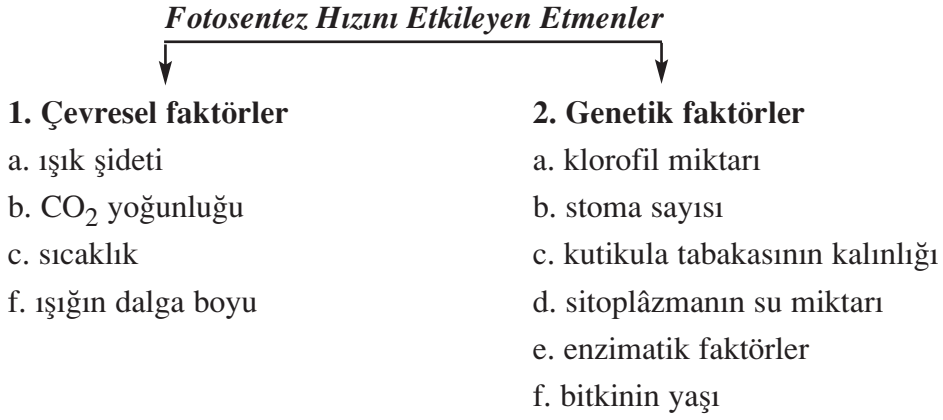 Fotosentez Hızını Etkileyen Etmenler
1. Çevresel faktörler
a. ışık şideti
b. CO₂ yoğunluğu
c. sıcaklık
f. ışığın dalga boyu
2. Genetik faktörler
a. klorofil miktarı
b. stoma sayısı
c. kutikula tabakasının kalınlığı
d. sitoplâzmanın su miktarı
e. enzimatik faktörler
f. bitkinin yaşı